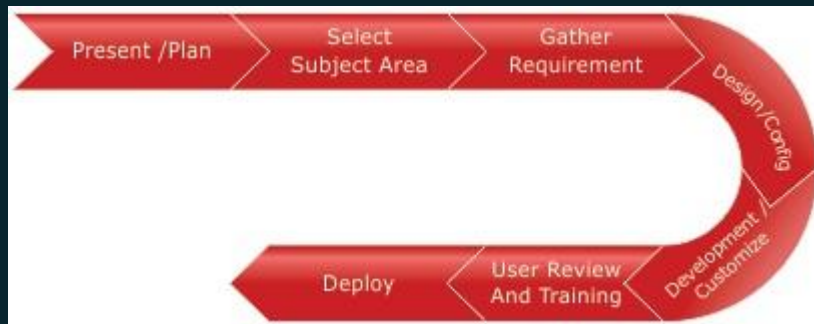 Present /Plan
Select
Subject Area
Gather
Requirement
Design/Config
Development /
Customize
User Review
And Training
Deploy